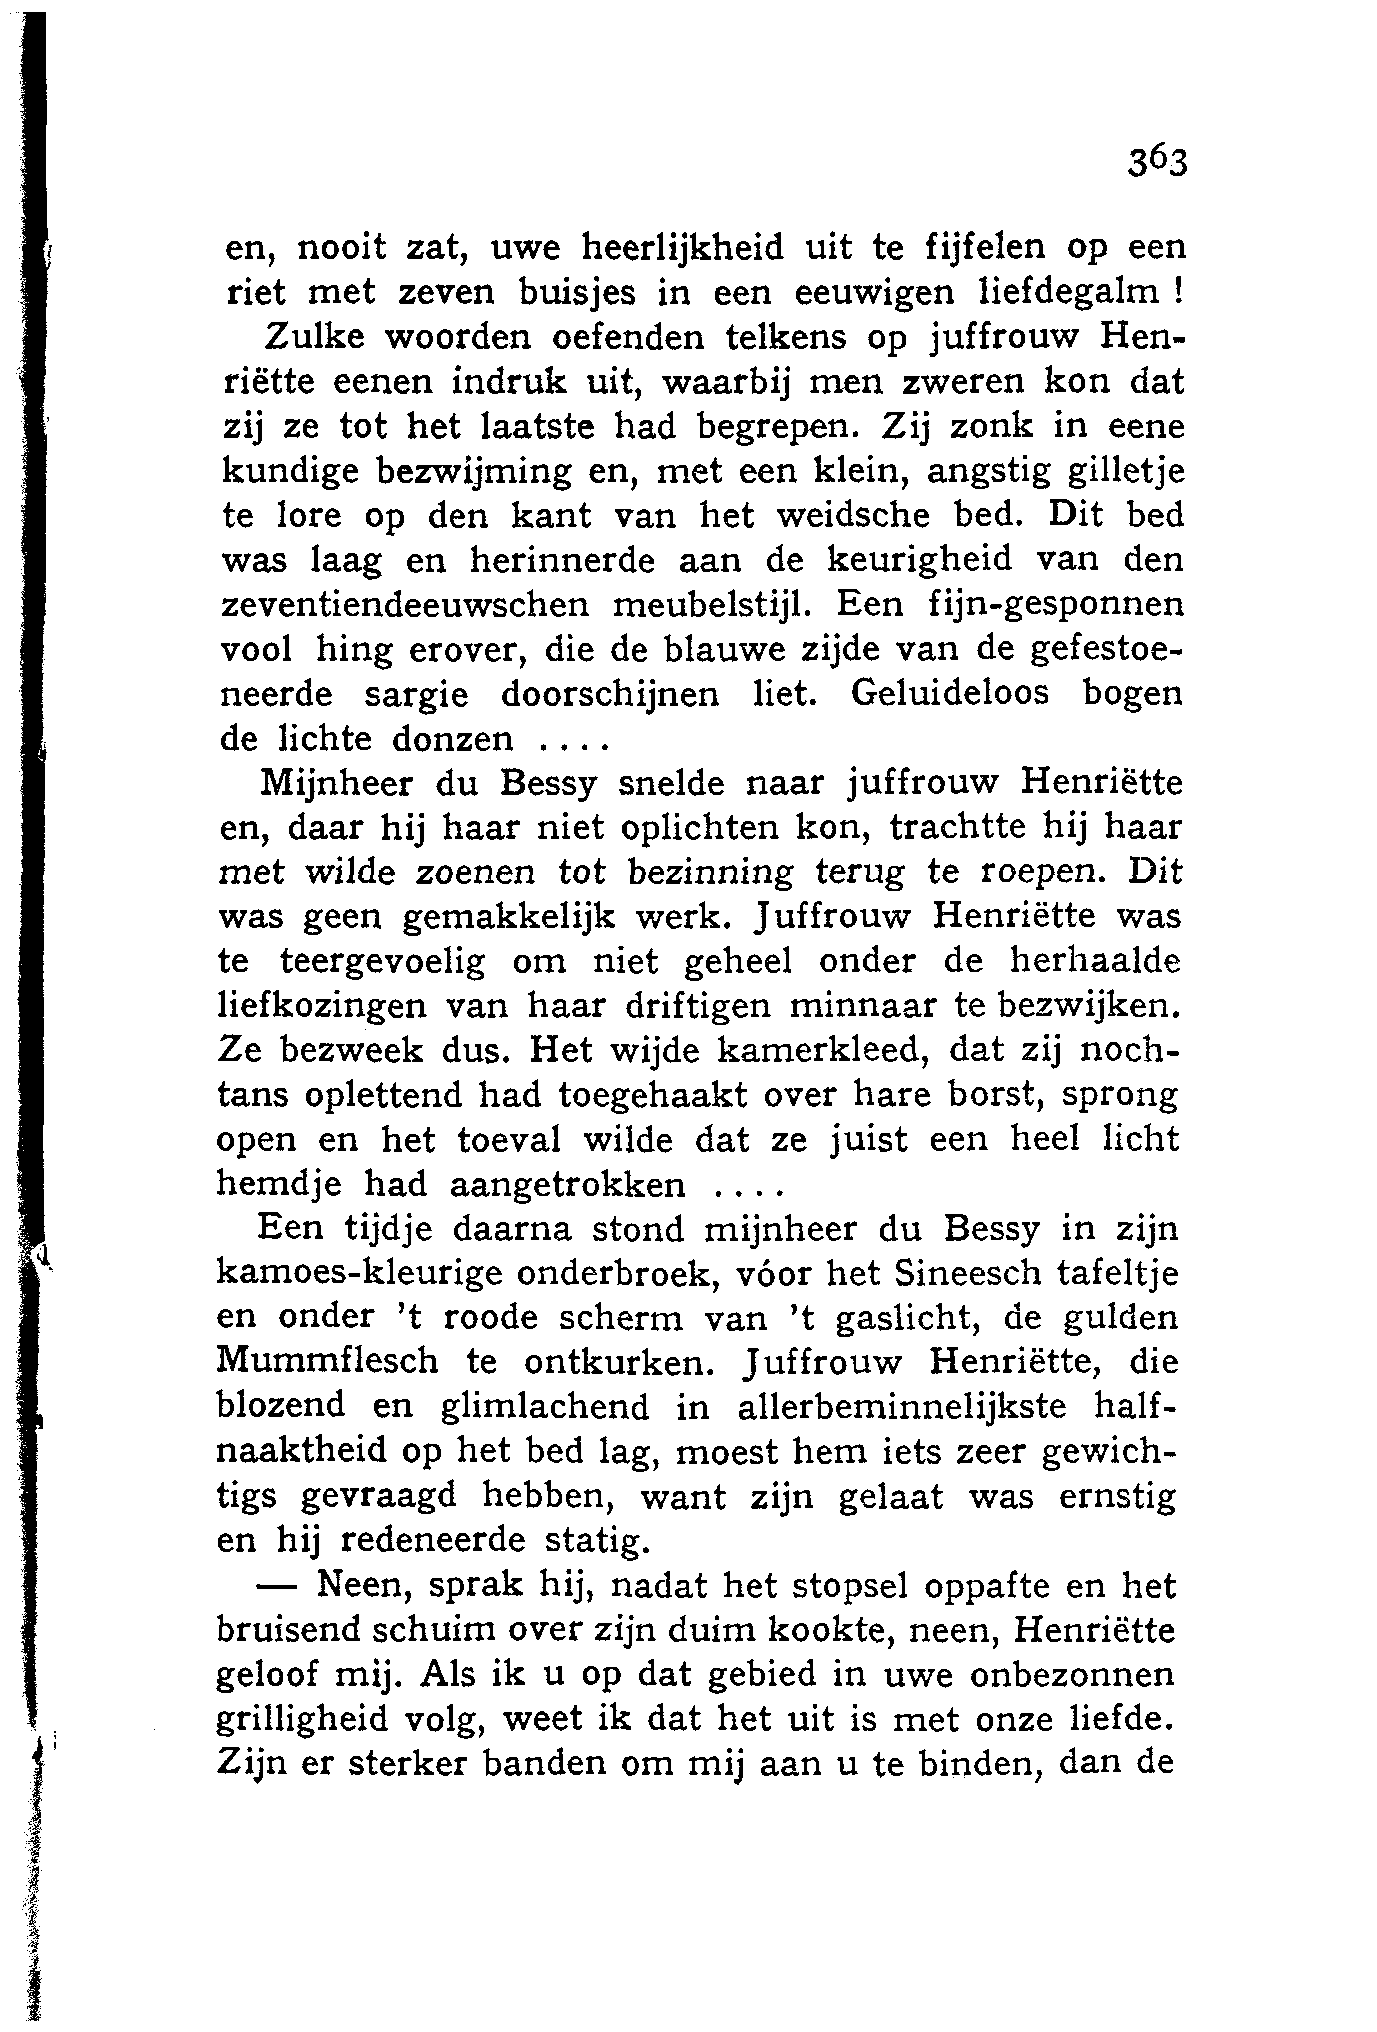 363
en, nooit zat, uwe heerlijkheid uit te fijfelen op een
riet met zeven buisjes in een eeuwigen liefdegalm !
Zulke woorden oefenden telkens op juffrouw Hen-
riëtte eenen indruk uit, waarbij men zweren kon dat
zij ze tot het laatste had begrepen. Zij zonk in eene
kundige bezwijming en, met een klein, angstig gilletje
te lore op den kant van het weidsche bed. Dit bed
was laag en herinnerde aan de keurigheid van den
zeventiendeeuwschen meubelstijl. Een fijn-gesponnen
vool hing erover, die de blauwe zijde van de gefestoe-
neerde sargie doorschijnen liet. Geluideloos bogen
de lichte donzen ....
Mijnheer du Bessy snelde naar juffrouw Henriëtte
en, daar hij haar niet oplichten kon, trachtte hij haar
met wilde zoenen tot bezinning terug te roepen. Dit
was geen gemakkelijk werk. Juffrouw Henriëtte was
te teergevoelig om niet geheel onder de herhaalde
liefkozingen van haar driftigen minnaar te bezwijken.
Ze bezweek dus. Het wijde kamerkleed, dat zij noch-
tans oplettend had toegehaakt over hare borst, sprong
open en het toeval wilde dat ze juist een heel licht
hemdje had aangetrokken ....
Een tijdje daarna stond mijnheer du Bessy in zijn
kamoes-kleurige onderbroek, vóor het Sineesch tafeltje
en onder 't roode scherm van 't gaslicht, de gulden
Mummflesch te ontkurken. Juffrouw Henriëtte, die
blozend en glimlachend in allerbeminnelijkste half-
naaktheid op het bed lag, moest hem iets zeer gewich-
tigs gevraagd hebben, want zijn gelaat was ernstig
en hij redeneerde statig.
— Neen, sprak hij, nadat het stopsel oppafte en het
bruisend schuim over zijn duim kookte, neen, Henriëtte
geloof mij. Als ik u op dat gebied in uwe onbezonnen
grilligheid volg, weet ik dat het uit is met onze liefde.
Zijn er sterker banden om mij aan u te binden, dan de